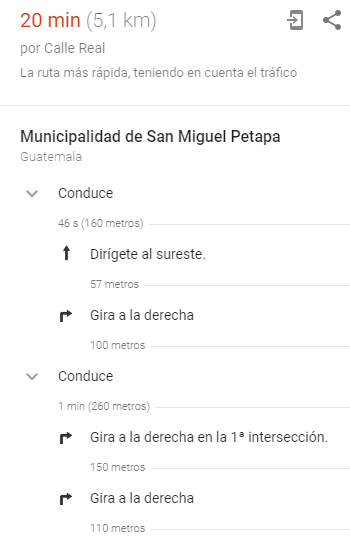 20 min (5,1 km)
por Calle Real
La ruta más rápida, teniendo en cuenta el tráfico
Municipalidad de San Miguel Petapa
Guatemala
Conduce
46 s (160 metros)
Dirígete al sureste.
57 metros
Gira a la derecha
100 metros
Conduce
1 min (260 metros)
Gira a la derecha en la 1ª intersección.
150 metros
Gira a la derecha
110 metros